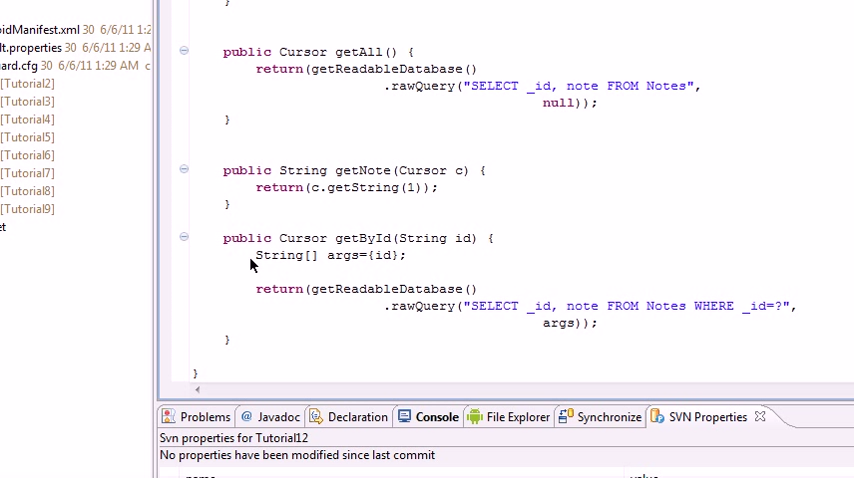 }
oidManifest.xml 30 6/6/11 1:2
lt.properties 30 6/6/11 1:29 A
uard.cfg 30 6/6/11 1:29 AM c
[Tutorial2]
[Tutorial3]
[Tutorial4]
[Tutorial5]
[Tutorial6]
[Tutorial7]
[Tutorial8]
[Tutorial9]
et
public Cursor getAll() {
return(getReadableDatabase()
.rawQuery("SELECT _id, note FROM Notes",
null));
}
public String getNote(Cursor c) {
return(c.getString(1));
}
public Cursor getById(String id) {
String[] args={id};
return(getReadableDatabase()
.rawQuery("SELECT _id, note FROM Notes WHERE _id=?",
args));
}
}
Problems @ Javadoc Declaration Console File Explorer Synchronize SVN Properties
Svn properties for Tutorial12
No properties have been modified since last commit
name value